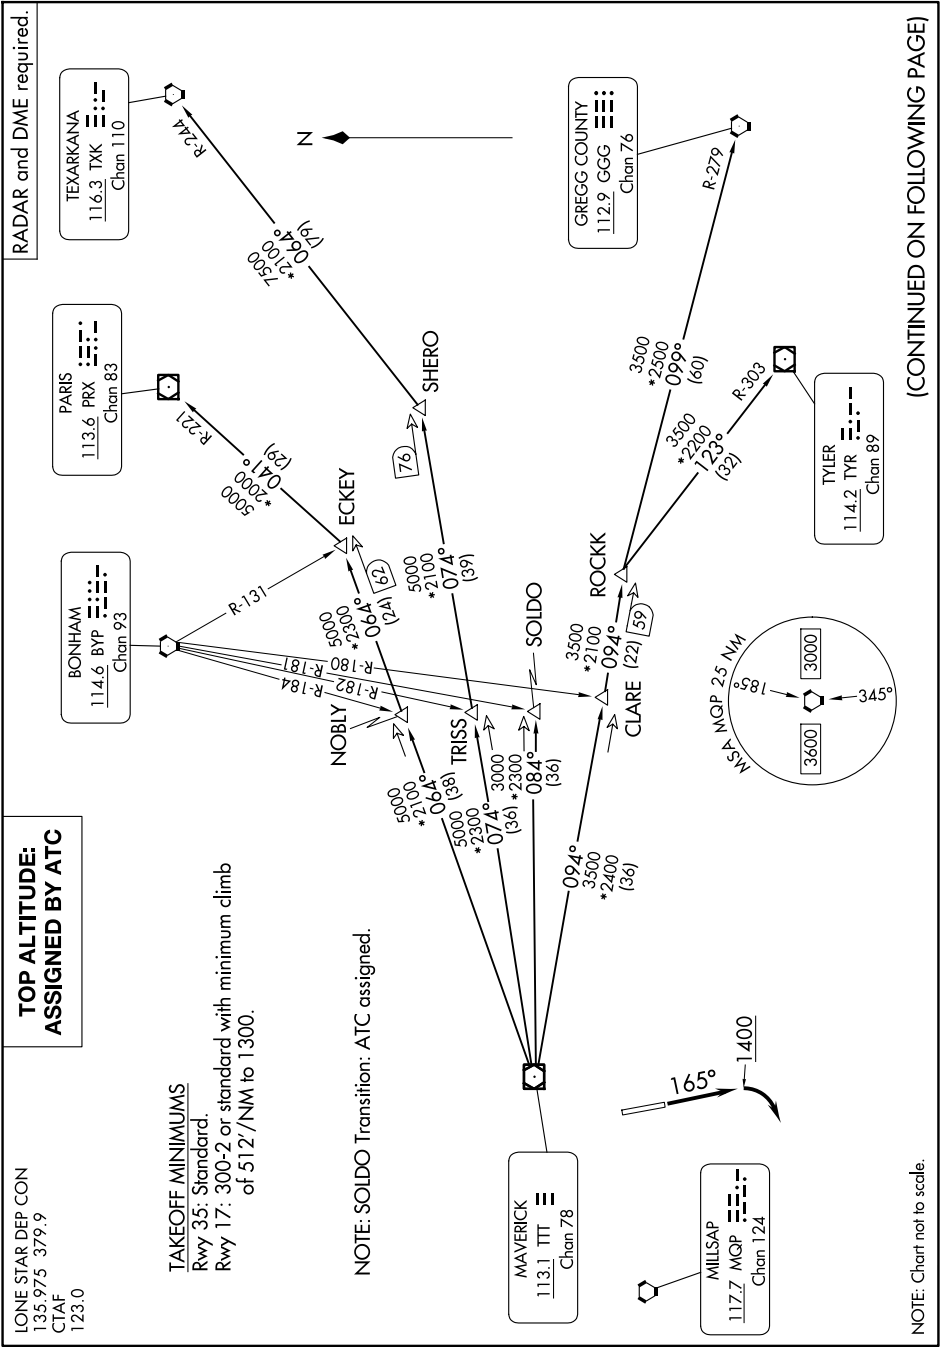 LONE STAR DEP CON
135.975 379.9
CTAF
123.0
TOP ALTITUDE:
ASSIGNED BY ATC
RADAR and DME required.
TAKEOFF MINIMUMS
Rwy 35: Standard.
Rwy 17: 300-2 or standard with minimum climb
of 512'/NM to 1300.
NOTE: SOLDO Transition: ATC assigned.
BONHAM
114.6 BYP
Chan 93
PARIS
113.6 PRX
Chan 83
TEXARKANA
116.3 TXK
Chan 110
R-244
7500
*2100
064°
(79)
R-221
5000
*2000
041°
(29)
N
R-131
R-184
R-182
R-181
R-180
ECKEY
62
5000
*2300
064°
(24)
NOBLY
5000
*2100
064°
(38)
SHERO
76
5000
*2100
074°
(39)
TRISS
5000
*2300
074°
(36)
SOLDO
3000
*2300
084°
(36)
CLARE
094°
3500
*2400
(36)
ROCKK
59
3500
*2100
094°
(22)
3500
*2500
099°
(60)
R-279
3500
*2200
123°
(32)
R-303
GREGG COUNTY
112.9 GGG
Chan 76
TYLER
114.2 TYR
Chan 89
MAVERICK
113.1 TTT
Chan 78
MILLSAP
117.7 MQP
Chan 124
165°
1400
MSA MQP 25 NM
185°
3000
3600
345°
NOTE: Chart not to scale.
(CONTINUED ON FOLLOWING PAGE)